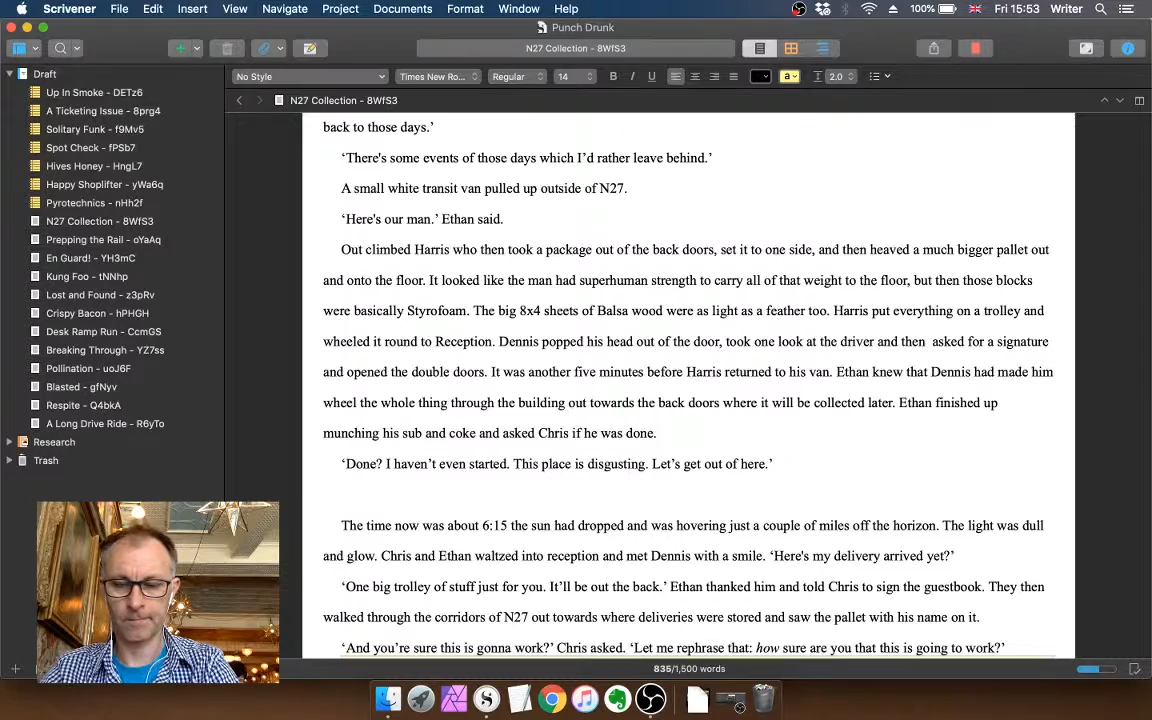 Scrivener File Edit Insert View Navigate Project Documents Format Window Help 100% Fri 15:53 Writer
Punch Drunk
N27 Collection - 8WfS3
No Style Times New Ro... Regular 14 B I U a 2.0
Draft
Up In Smoke - DETz6
A Ticketing Issue - 8prg4
Solitary Funk - f9Mv5
Spot Check - fPSb7
Hives Honey - HngL7
Happy Shoplifter - yWa6q
Pyrotechnics - nHh2f
N27 Collection - 8WfS3
Prepping the Rail - oYaAq
En Guard! - YH3mC
Kung Foo - tNNhp
Lost and Found - z3pRv
Crispy Bacon - hPHGH
Desk Ramp Run - CcmGS
Breaking Through - YZ7ss
Pollination - uoJ6F
Blasted - gfNyv
Respite - Q4bkA
A Long Drive Ride - R6yTo
Research
Trash
N27 Collection - 8WfS3
back to those days.’
‘There's some events of those days which I’d rather leave behind.’
A small white transit van pulled up outside of N27.
‘Here's our man.’ Ethan said.
Out climbed Harris who then took a package out of the back doors, set it to one side, and then heaved a much bigger pallet out
and onto the floor. It looked like the man had superhuman strength to carry all of that weight to the floor, but then those blocks
were basically Styrofoam. The big 8x4 sheets of Balsa wood were as light as a feather too. Harris put everything on a trolley and
wheeled it round to Reception. Dennis popped his head out of the door, took one look at the driver and then  asked for a signature
and opened the double doors. It was another five minutes before Harris returned to his van. Ethan knew that Dennis had made him
wheel the whole thing through the building out towards the back doors where it will be collected later. Ethan finished up
munching his sub and coke and asked Chris if he was done.
‘Done? I haven’t even started. This place is disgusting. Let’s get out of here.’
The time now was about 6:15 the sun had dropped and was hovering just a couple of miles off the horizon. The light was dull
and glow. Chris and Ethan waltzed into reception and met Dennis with a smile. ‘Here's my delivery arrived yet?’
‘One big trolley of stuff just for you. It’ll be out the back.’ Ethan thanked him and told Chris to sign the guestbook. They then
walked through the corridors of N27 out towards where deliveries were stored and saw the pallet with his name on it.
‘And you’re sure this is gonna work?’ Chris asked. ‘Let me rephrase that: how sure are you that this is going to work?’
835/1,500 words